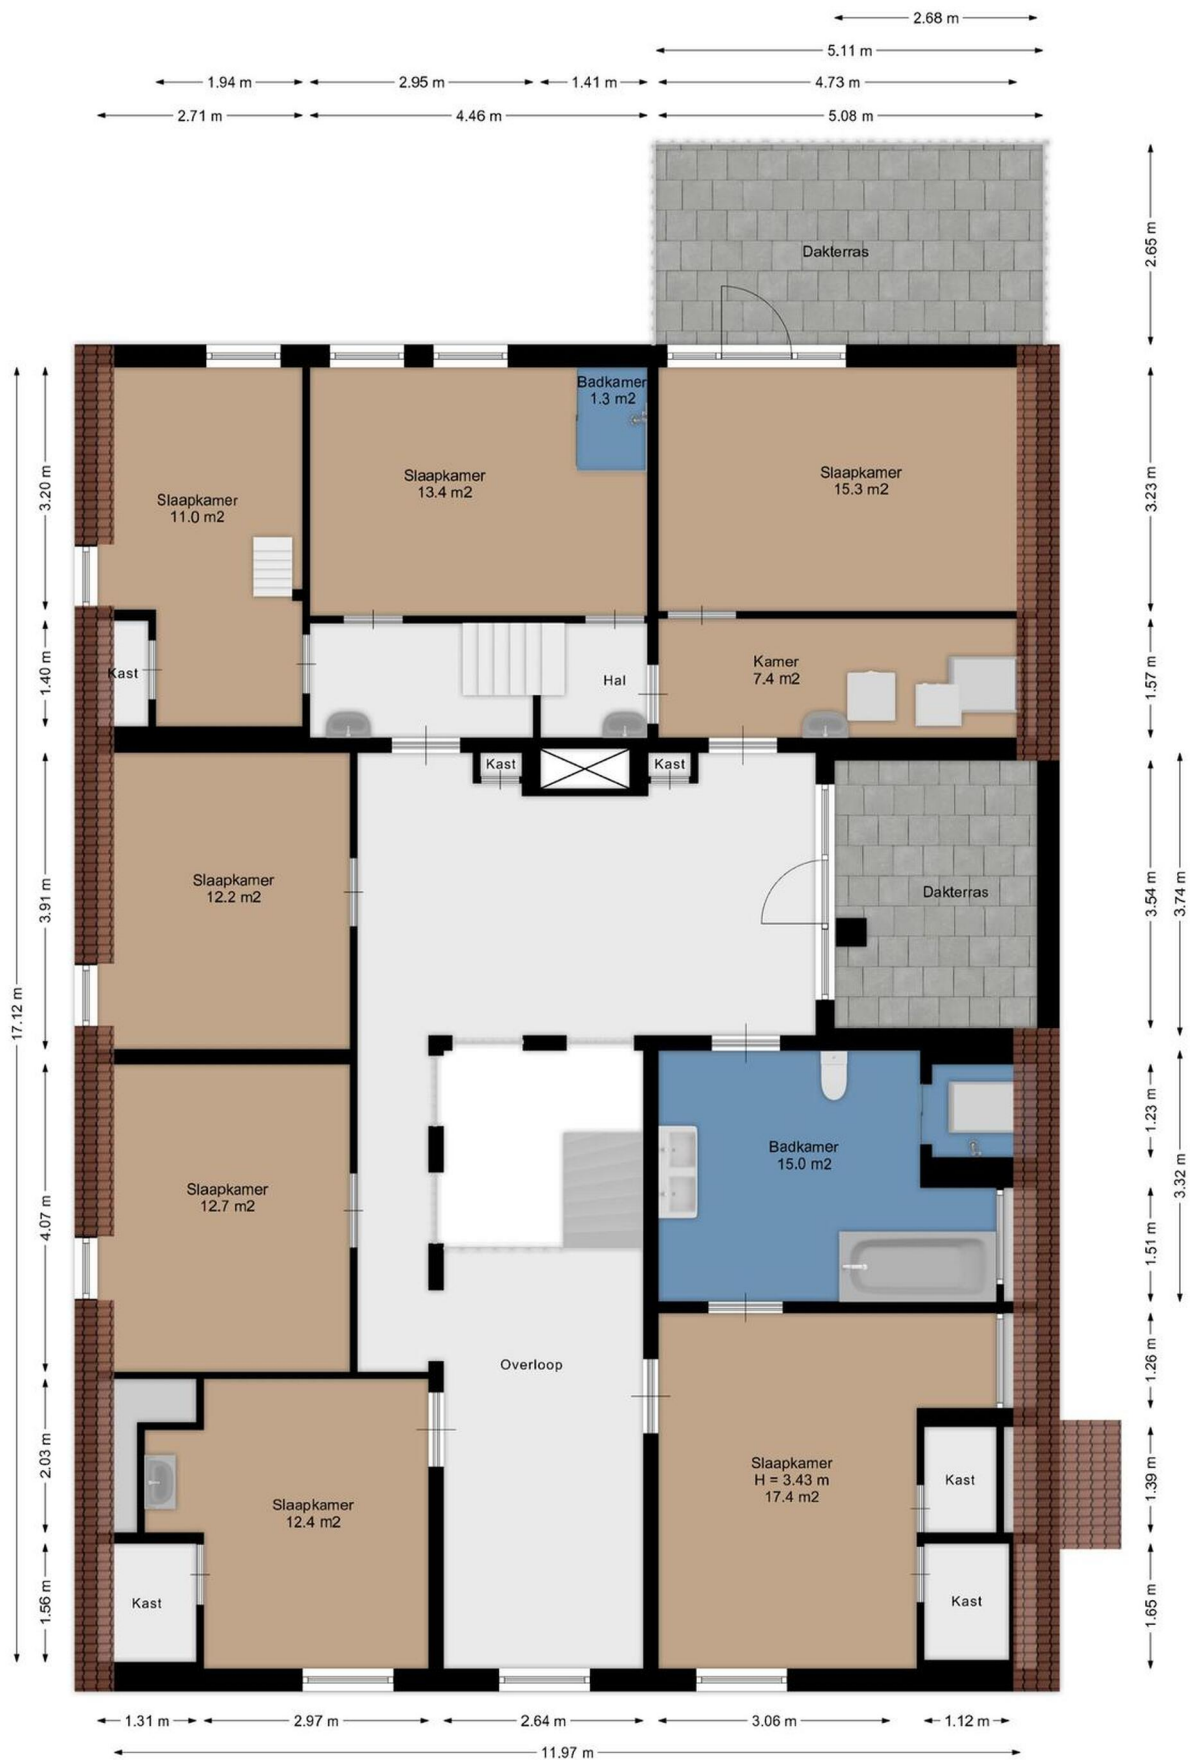 2.68 m
5.11 m
1.94 m
2.95 m
1.41 m
4.73 m
2.71 m
4.46 m
5.08 m
2.65 m
Dakterras
Badkamer
1.3 m2
Slaapkamer
11.0 m2
Slaapkamer
13.4 m2
Slaapkamer
15.3 m2
3.20 m
3.23 m
Kast
Hal
Kamer
7.4 m2
1.40 m
1.57 m
Kast
Kast
Slaapkamer
12.2 m2
Dakterras
3.91 m
3.54 m
3.74 m
17.12 m
Slaapkamer
12.7 m2
Badkamer
15.0 m2
4.07 m
1.23 m
3.32 m
1.51 m
Overloop
1.26 m
Slaapkamer
12.4 m2
Slaapkamer
H = 3.43 m
17.4 m2
Kast
2.03 m
1.39 m
Kast
Kast
1.56 m
1.65 m
1.31 m
2.97 m
2.64 m
3.06 m
1.12 m
11.97 m